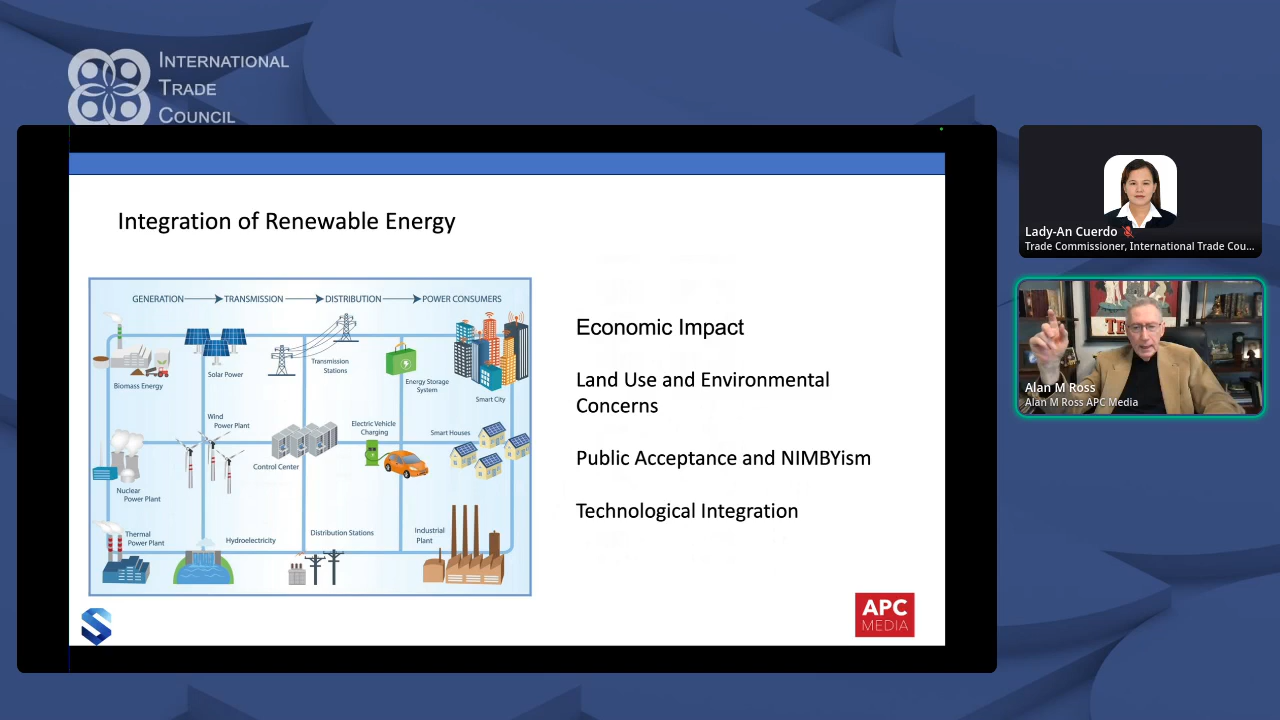 INTERNATIONAL
TRADE
COUNCIL
Integration of Renewable Energy
GENERATION
TRANSMISSION
DISTRIBUTION
POWER CONSUMERS
Biomass Energy
Solar Power
Transmission
Stations
Energy Storage
System
Smart City
Wind
Power Plant
Electric Vehicle
Charging
Smart Houses
Control Center
Nuclear
Power Plant
Thermal
Power Plant
Hydroelectricity
Distribution Stations
Industrial
Plant
Economic Impact
Land Use and Environmental
Concerns
Public Acceptance and NIMBYism
Technological Integration
S
APC
MEDIA
Lady-An Cuerdo
Trade Commissioner, International Trade Cou...
Alan M Ross
Alan M Ross APC Media